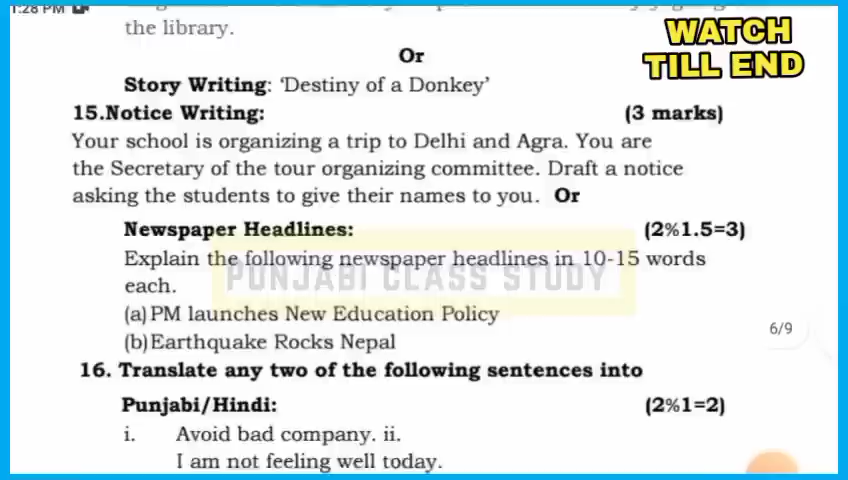 1:28 PM
the library.
WATCH
TILL END
Or
Story Writing: 'Destiny of a Donkey'
15.Notice Writing: (3 marks)
Your school is organizing a trip to Delhi and Agra. You are
the Secretary of the tour organizing committee. Draft a notice
asking the students to give their names to you. Or
Newspaper Headlines: (2%1.5=3)
Explain the following newspaper headlines in 10-15 words
each.
PUNJABI CLASS STUDY
(a) PM launches New Education Policy
(b) Earthquake Rocks Nepal
6/9
16. Translate any two of the following sentences into
Punjabi/Hindi: (2%1=2)
i. Avoid bad company. ii.
I am not feeling well today.